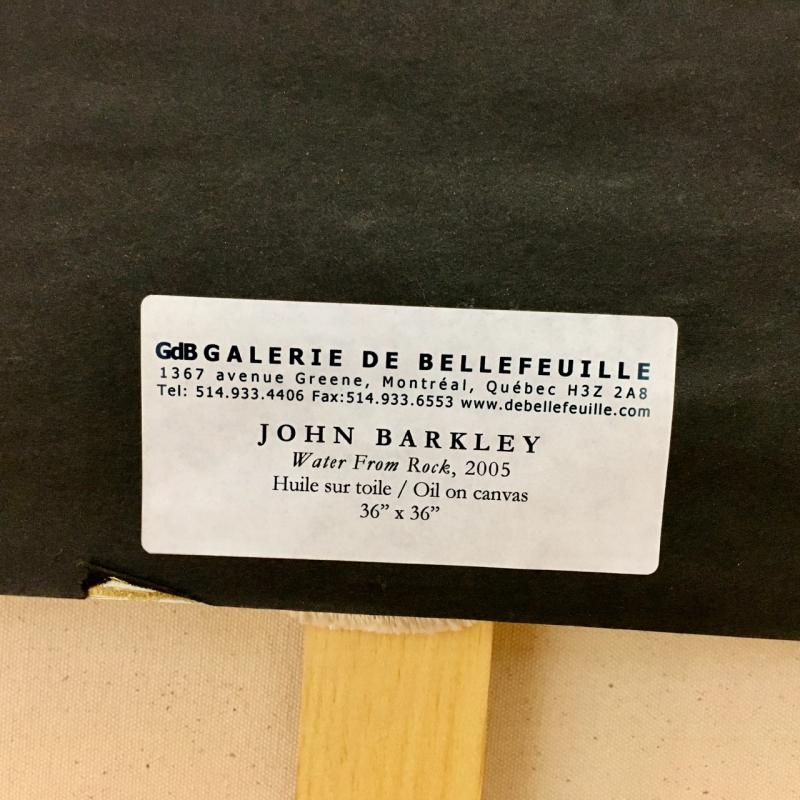 GdB GALERIE DE BELLEFEUILLE
1367 avenue Greene, Montréal, Québec H3Z 2A8
Tel: 514.933.4406 Fax:514.933.6553 www.debellefeuille.com
JOHN BARKLEY
Water From Rock, 2005
Huile sur toile / Oil on canvas
36” x 36”